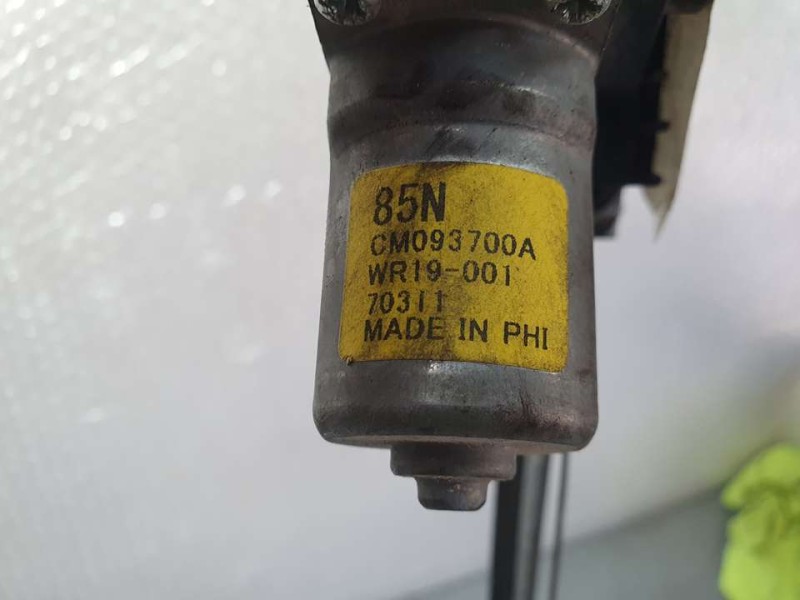 85N
CM093700A
WR19-001
70311
MADE IN PHI